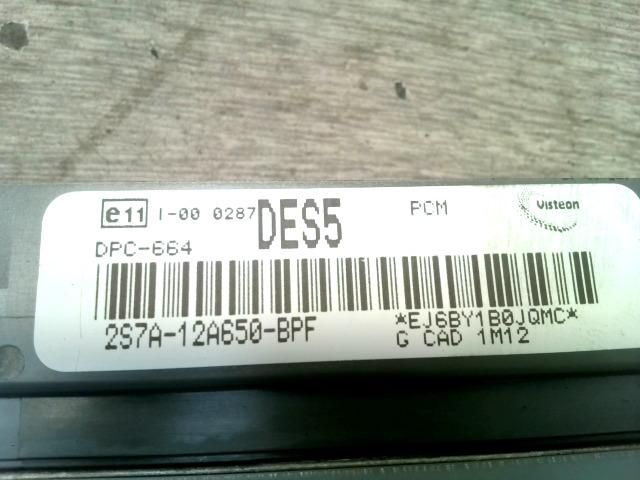 e11 I-00 0287 DES5 PCM Visteon
DPC-664
2S7A-12A650-BPF *EJ6BY1B0JQMC*
G CAD 1M12